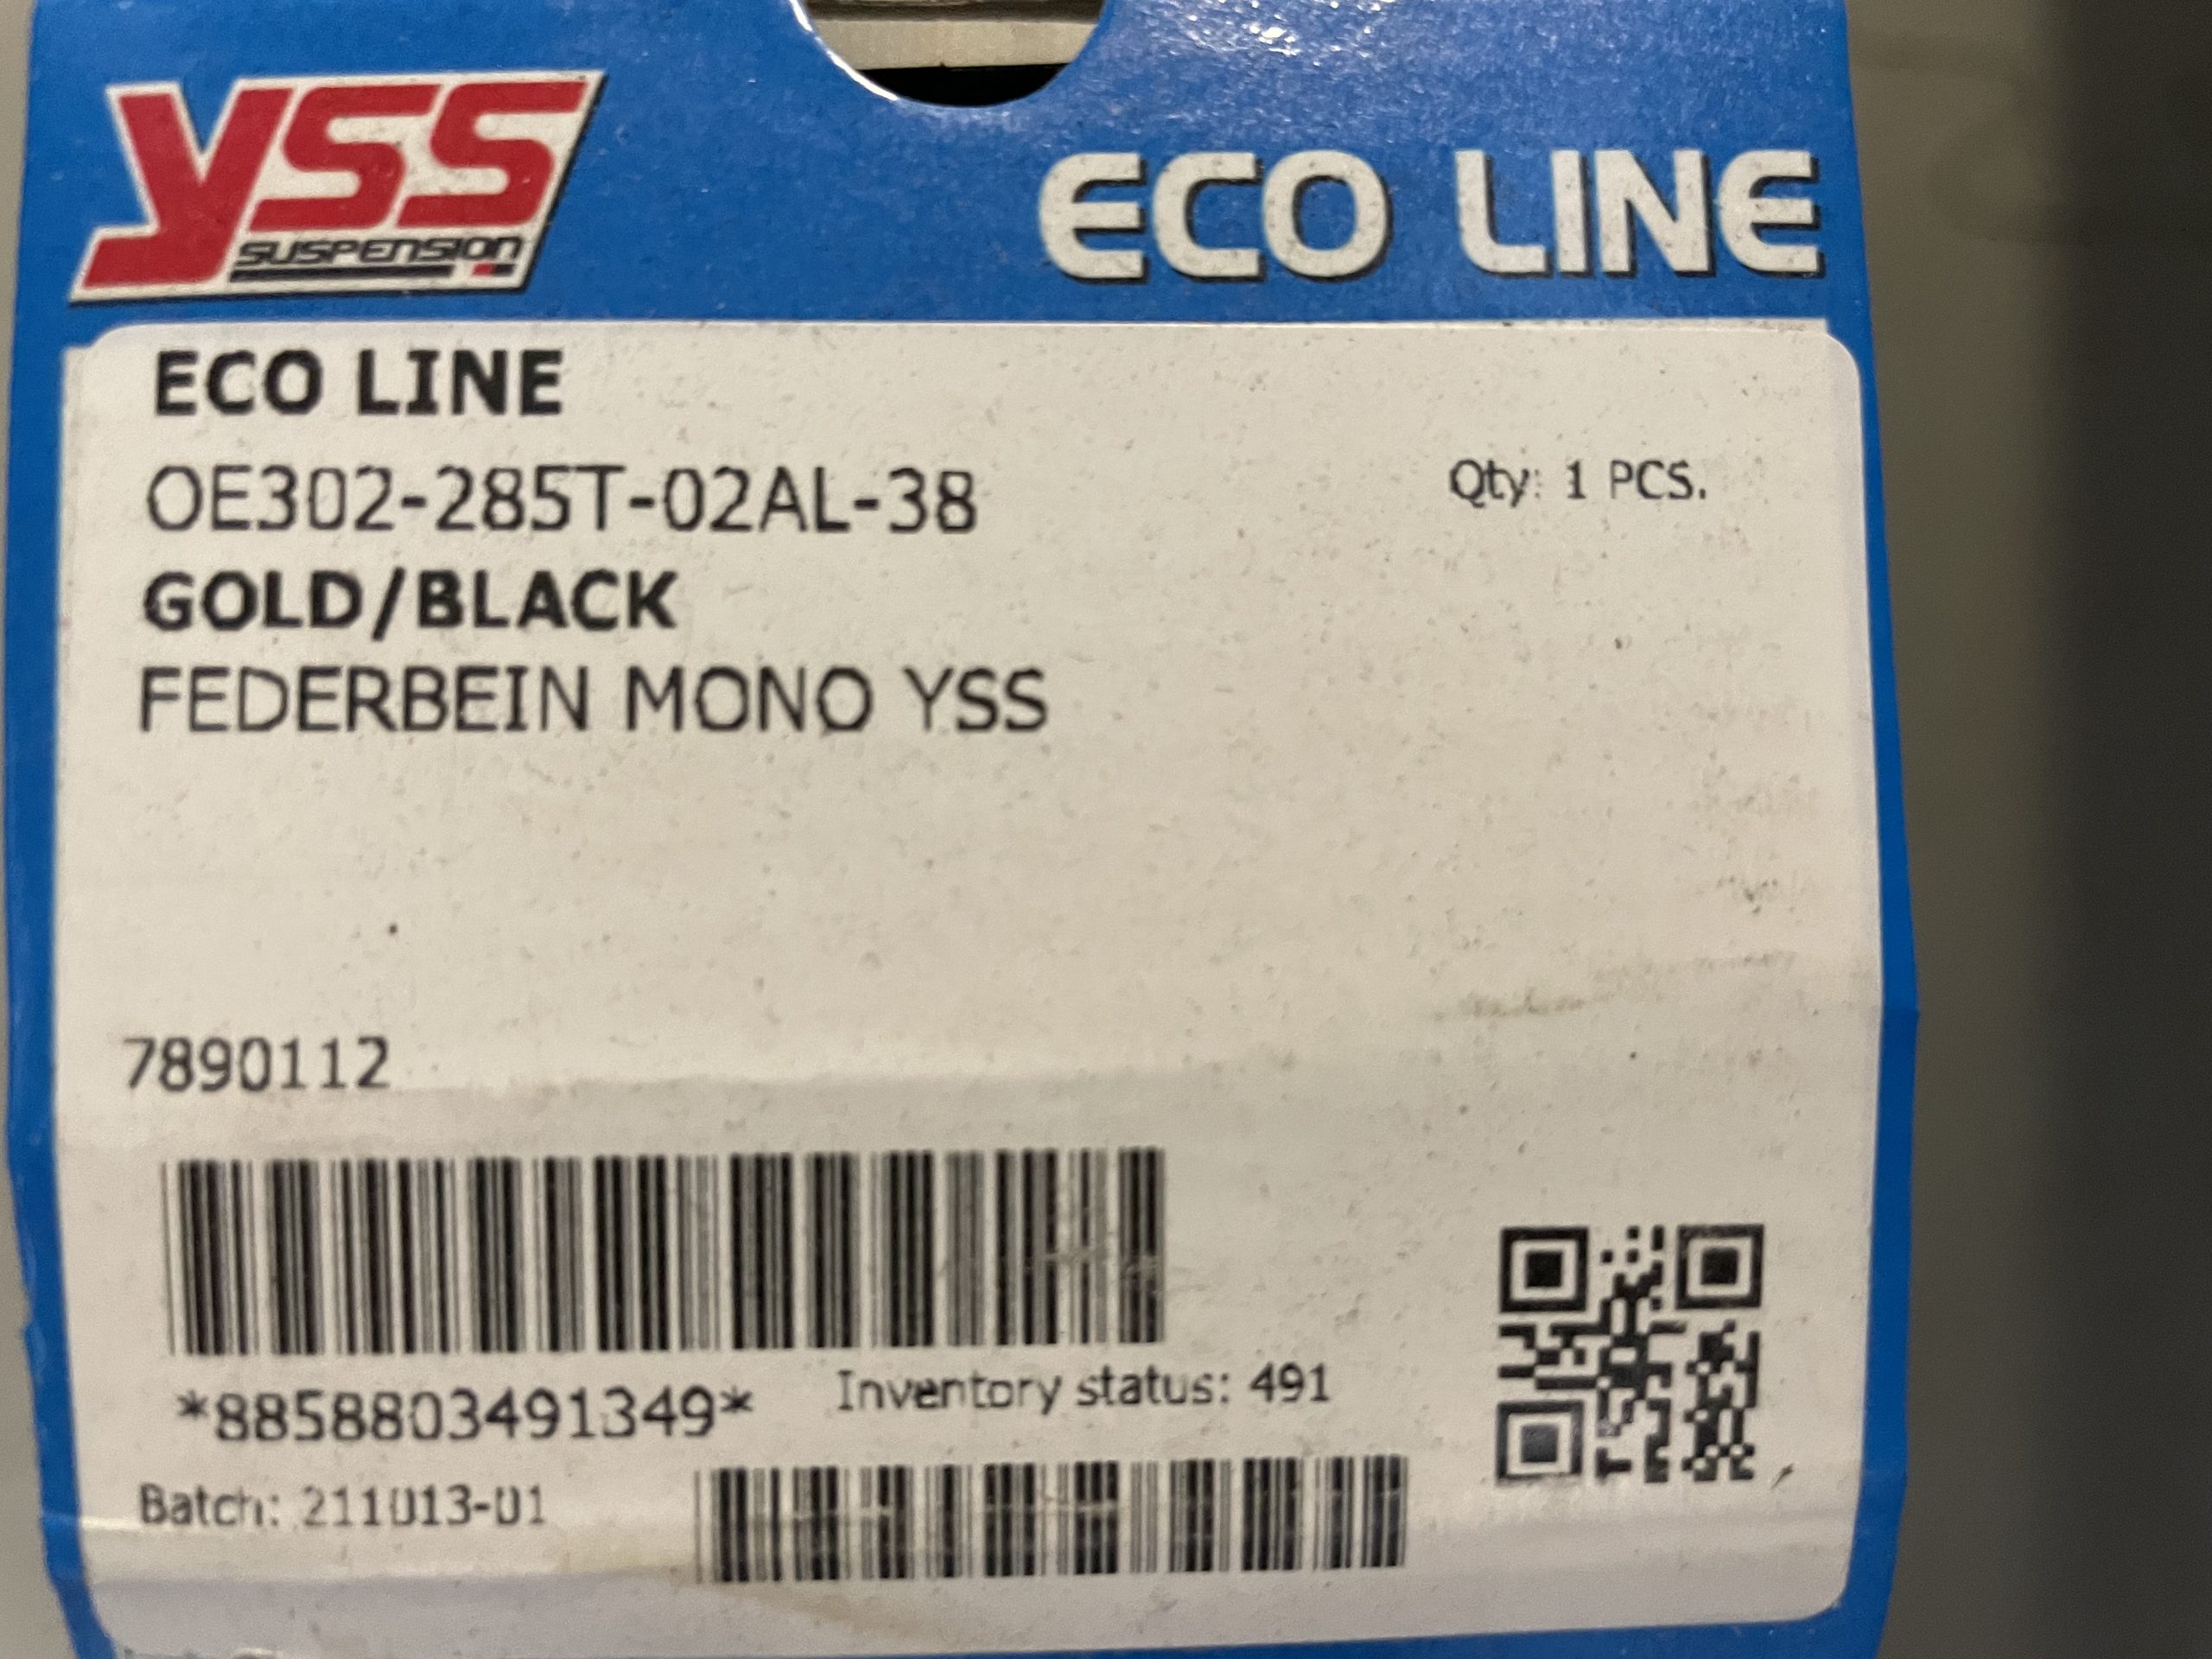 YSS
SUSPENSION
ECO LINE
ECO LINE
OE302-285T-02AL-38
Qty: 1 PCS.
GOLD/BLACK
FEDERBEIN MONO YSS
7890112
*8858803491349*
Inventory status: 491
Batch: 211013-01